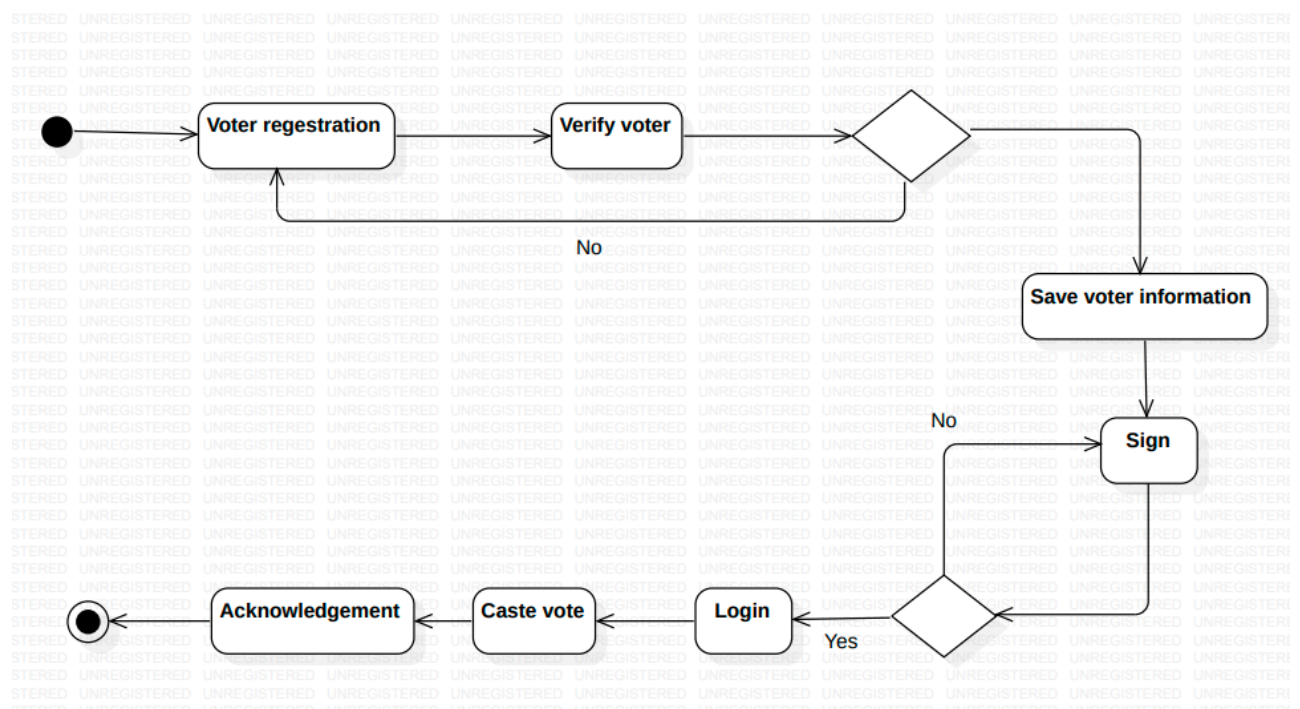 Voter regestration
Verify voter
No
Save voter information
No
Sign
Acknowledgement
Caste vote
Login
Yes